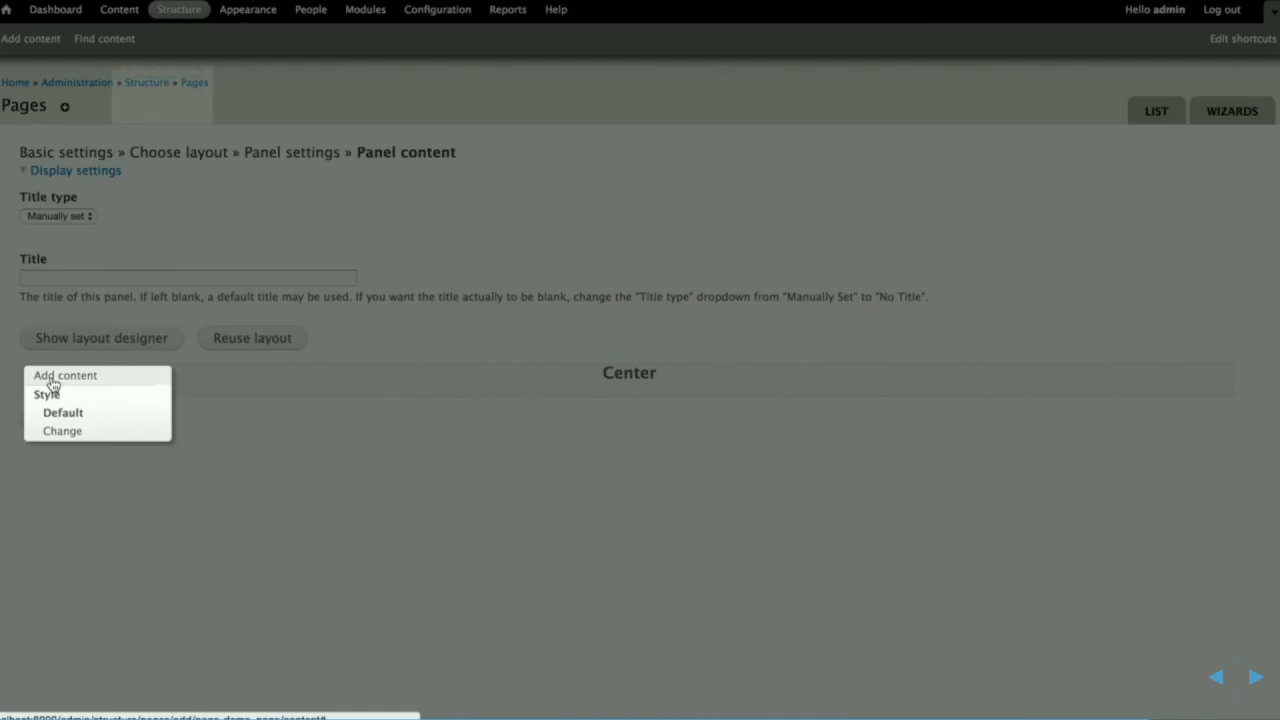 Dashboard Content Structure Appearance People Modules Configuration Reports Help Hello admin Log out
Add content Find content Edit shortcuts
Home » Administration » Structure » Pages
Pages LIST WIZARDS
Basic settings » Choose layout » Panel settings » Panel content
Display settings
Title type
Manually set
Title
The title of this panel. If left blank, a default title may be used. If you want the title actually to be blank, change the "Title type" dropdown from "Manually Set" to "No Title".
Show layout designer Reuse layout
Center
Add content
Style
Default
Change